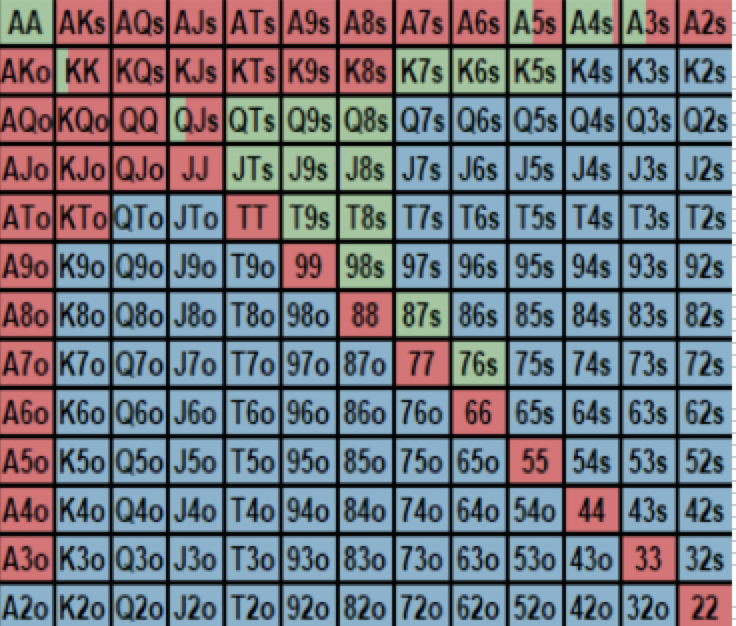 AA AKs AQs AJs ATs A9s A8s A7s A6s A5s A4s A3s A2s
AKo KK KQs KJs KTs K9s K8s K7s K6s K5s K4s K3s K2s
AQo KQo QQ QJs QTs Q9s Q8s Q7s Q6s Q5s Q4s Q3s Q2s
AJo KJo QJo JJ JTs J9s J8s J7s J6s J5s J4s J3s J2s
ATo KTo QTo JTo TT T9s T8s T7s T6s T5s T4s T3s T2s
A9o K9o Q9o J9o T9o 99 98s 97s 96s 95s 94s 93s 92s
A8o K8o Q8o J8o T8o 98o 88 87s 86s 85s 84s 83s 82s
A7o K7o Q7o J7o T7o 97o 87o 77 76s 75s 74s 73s 72s
A6o K6o Q6o J6o T6o 96o 86o 76o 66 65s 64s 63s 62s
A5o K5o Q5o J5o T5o 95o 85o 75o 65o 55 54s 53s 52s
A4o K4o Q4o J4o T4o 94o 84o 74o 64o 54o 44 43s 42s
A3o K3o Q3o J3o T3o 93o 83o 73o 63o 53o 43o 33 32s
A2o K2o Q2o J2o T2o 92o 82o 72o 62o 52o 42o 32o 22